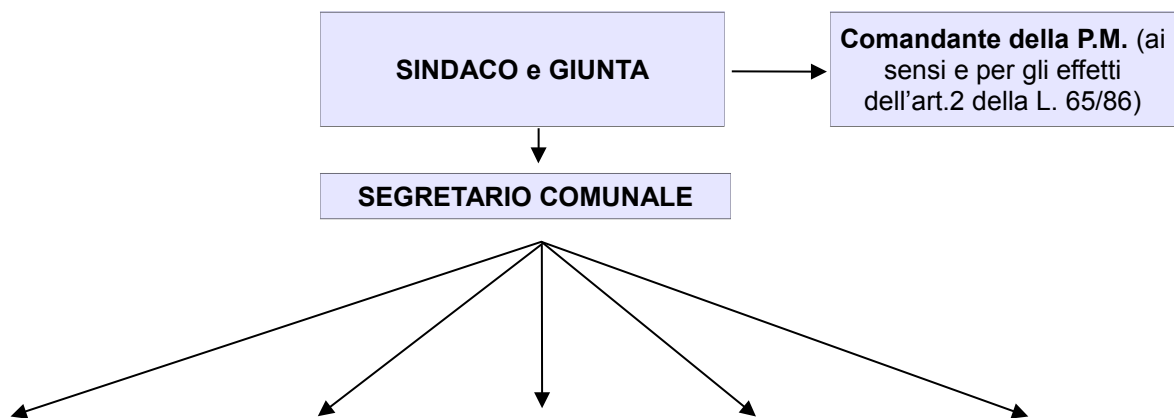 SINDACO e GIUNTA
Comandante della P.M. (ai
sensi e per gli effetti
dell’art.2 della L. 65/86)
SEGRETARIO COMUNALE